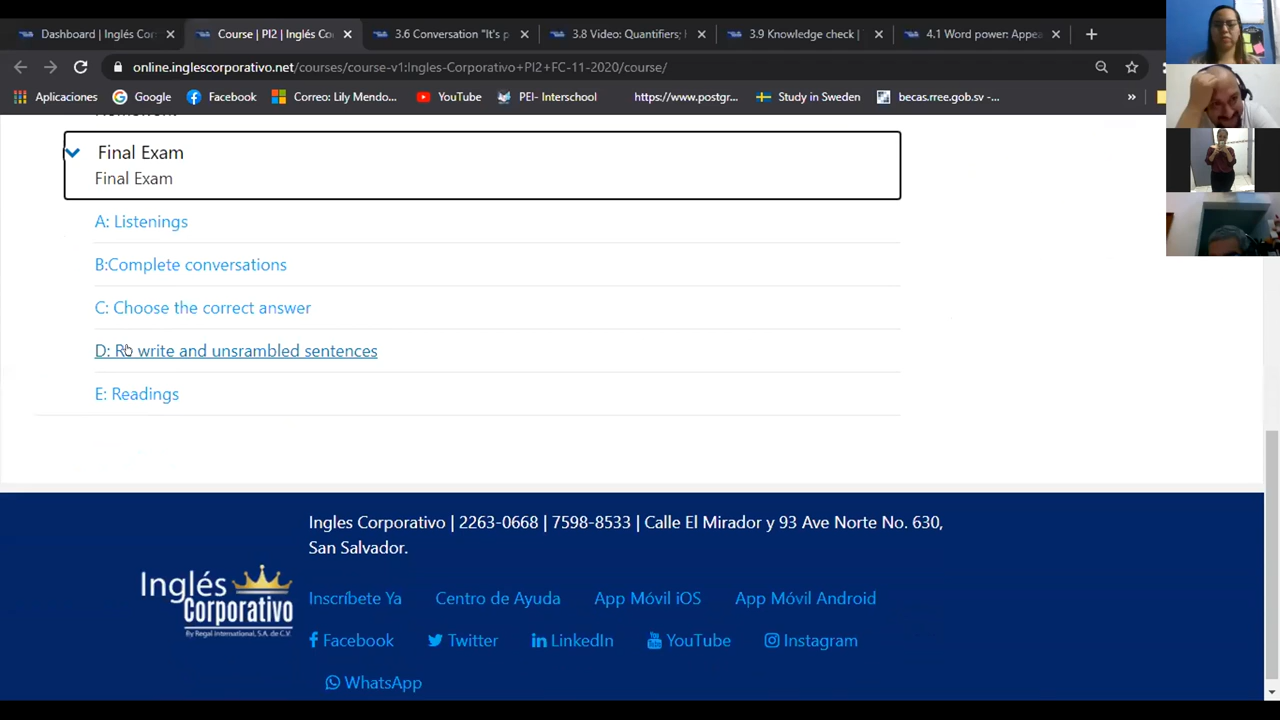 Dashboard | Inglés Cor
Course | PI2 | Inglés Co
3.6 Conversation "It's p
3.8 Video: Quantifiers;
3.9 Knowledge check |
4.1 Word power: Appea
online.inglescorporativo.net/courses/course-v1:Ingles-Corporativo+PI2+FC-11-2020/course/
Aplicaciones
Google
Facebook
Correo: Lily Mendo...
YouTube
PEI- Interschool
https://www.postgr...
Study in Sweden
becas.rree.gob.sv -...
Final Exam
Final Exam
A: Listenings
B:Complete conversations
C: Choose the correct answer
D: Re write and unsrambled sentences
E: Readings
Ingles Corporativo | 2263-0668 | 7598-8533 | Calle El Mirador y 93 Ave Norte No. 630,
San Salvador.
Inglés
Corporativo
By Regal International, S.A. de C.V.
Inscríbete Ya
Centro de Ayuda
App Móvil iOS
App Móvil Android
Facebook
Twitter
LinkedIn
YouTube
Instagram
WhatsApp